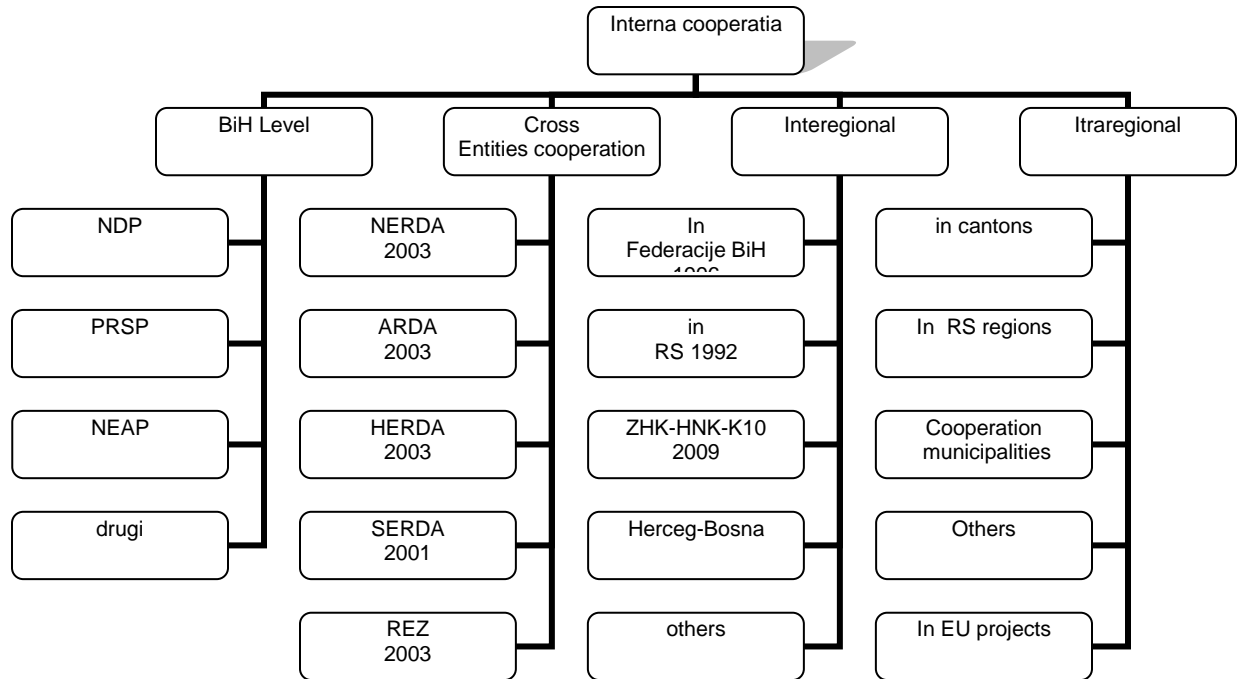 Interna cooperatia
BiH Level
Cross
Entities cooperation
Interegional
Itraregional
NDP
NERDA
2003
In
Federacije BiH
in cantons
PRSP
ARDA
2003
in
RS 1992
In RS regions
NEAP
HERDA
2003
ZHK-HNK-K10
2009
Cooperation
municipalities
drugi
SERDA
2001
Herceg-Bosna
Others
REZ
2003
others
In EU projects